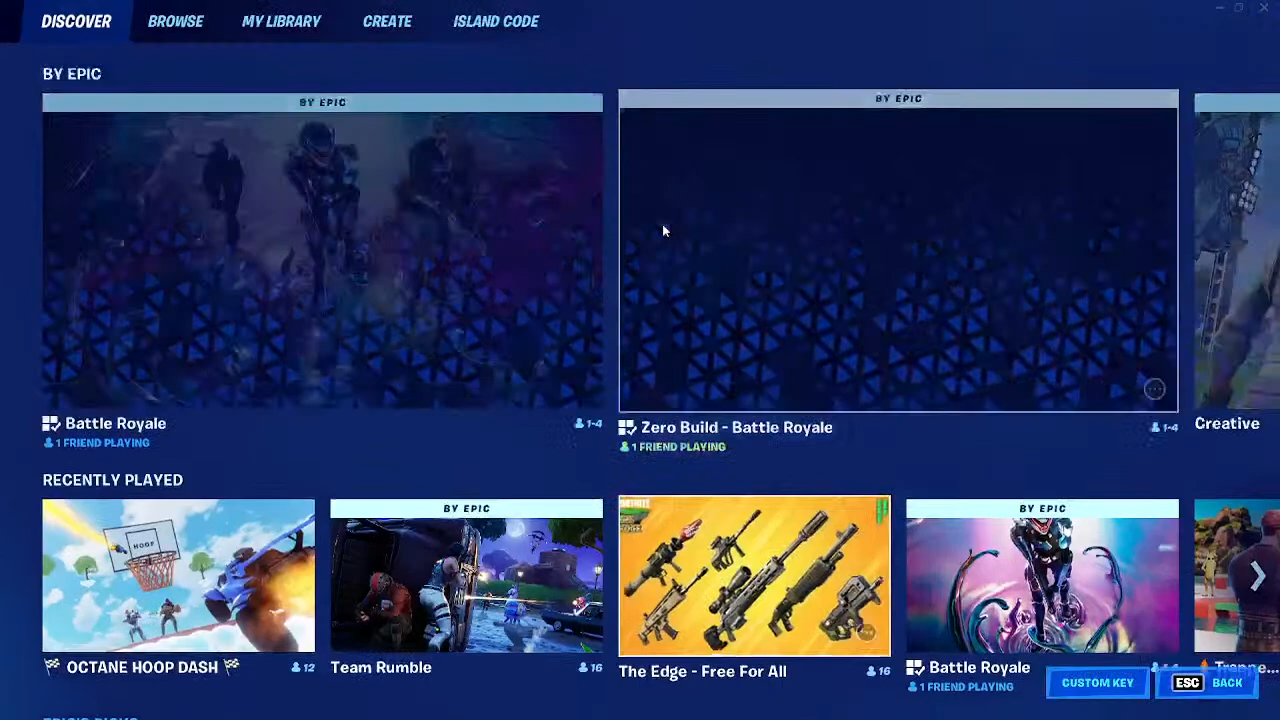 DISCOVER BROWSE MY LIBRARY CREATE ISLAND CODE
BY EPIC
BY EPIC BY EPIC
Battle Royale 1-4 Zero Build - Battle Royale 1-4 Creative
1 FRIEND PLAYING 1 FRIEND PLAYING
RECENTLY PLAYED
BY EPIC BY EPIC
HOOP
OCTANE HOOP DASH 12 Team Rumble 16 The Edge - Free For All 16 Battle Royale
1 FRIEND PLAYING
CUSTOM KEY ESC BACK